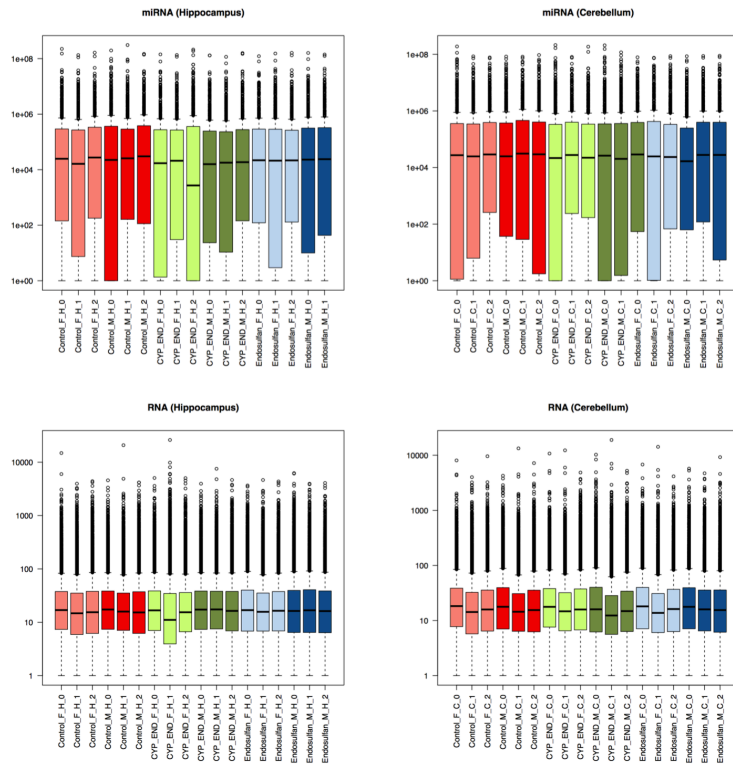 miRNA (Hippocampus)
1e+08
1e+06
1e+04
1e+02
1e+00
Control_F_H_0
Control_F_H_1
Control_F_H_2
Control_M_H_0
Control_M_H_1
Control_M_H_2
CYP_END_F_H_0
CYP_END_F_H_1
CYP_END_F_H_2
CYP_END_M_H_0
CYP_END_M_H_1
CYP_END_M_H_2
Endosulfan_F_H_0
Endosulfan_F_H_1
Endosulfan_F_H_2
Endosulfan_M_H_0
Endosulfan_M_H_1
Endosulfan_M_H_2
miRNA (Cerebellum)
1e+08
1e+06
1e+04
1e+02
1e+00
Control_F_C_0
Control_F_C_1
Control_F_C_2
Control_M_C_0
Control_M_C_1
Control_M_C_2
CYP_END_F_C_0
CYP_END_F_C_1
CYP_END_F_C_2
CYP_END_M_C_0
CYP_END_M_C_1
CYP_END_M_C_2
Endosulfan_F_C_0
Endosulfan_F_C_1
Endosulfan_F_C_2
Endosulfan_M_C_0
Endosulfan_M_C_1
Endosulfan_M_C_2
RNA (Hippocampus)
10000
1000
100
10
1
Control_F_H_0
Control_F_H_1
Control_F_H_2
Control_M_H_0
Control_M_H_1
Control_M_H_2
CYP_END_F_H_0
CYP_END_F_H_1
CYP_END_F_H_2
CYP_END_M_H_0
CYP_END_M_H_1
CYP_END_M_H_2
Endosulfan_F_H_0
Endosulfan_F_H_1
Endosulfan_F_H_2
Endosulfan_M_H_0
Endosulfan_M_H_1
Endosulfan_M_H_2
RNA (Cerebellum)
10000
1000
100
10
1
Control_F_C_0
Control_F_C_1
Control_F_C_2
Control_M_C_0
Control_M_C_1
Control_M_C_2
CYP_END_F_C_0
CYP_END_F_C_1
CYP_END_F_C_2
CYP_END_M_C_0
CYP_END_M_C_1
CYP_END_M_C_2
Endosulfan_F_C_0
Endosulfan_F_C_1
Endosulfan_F_C_2
Endosulfan_M_C_0
Endosulfan_M_C_1
Endosulfan_M_C_2